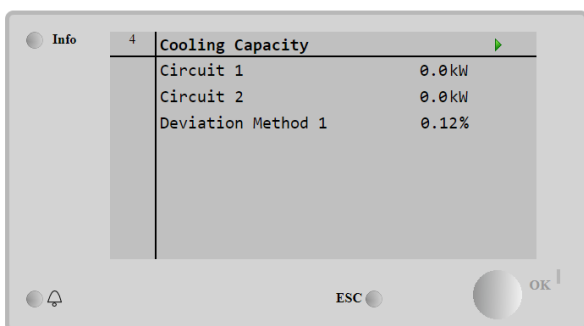 Info
4 Cooling Capacity
Circuit 1 0.0kW
Circuit 2 0.0kW
Deviation Method 1 0.12%
ESC
OK